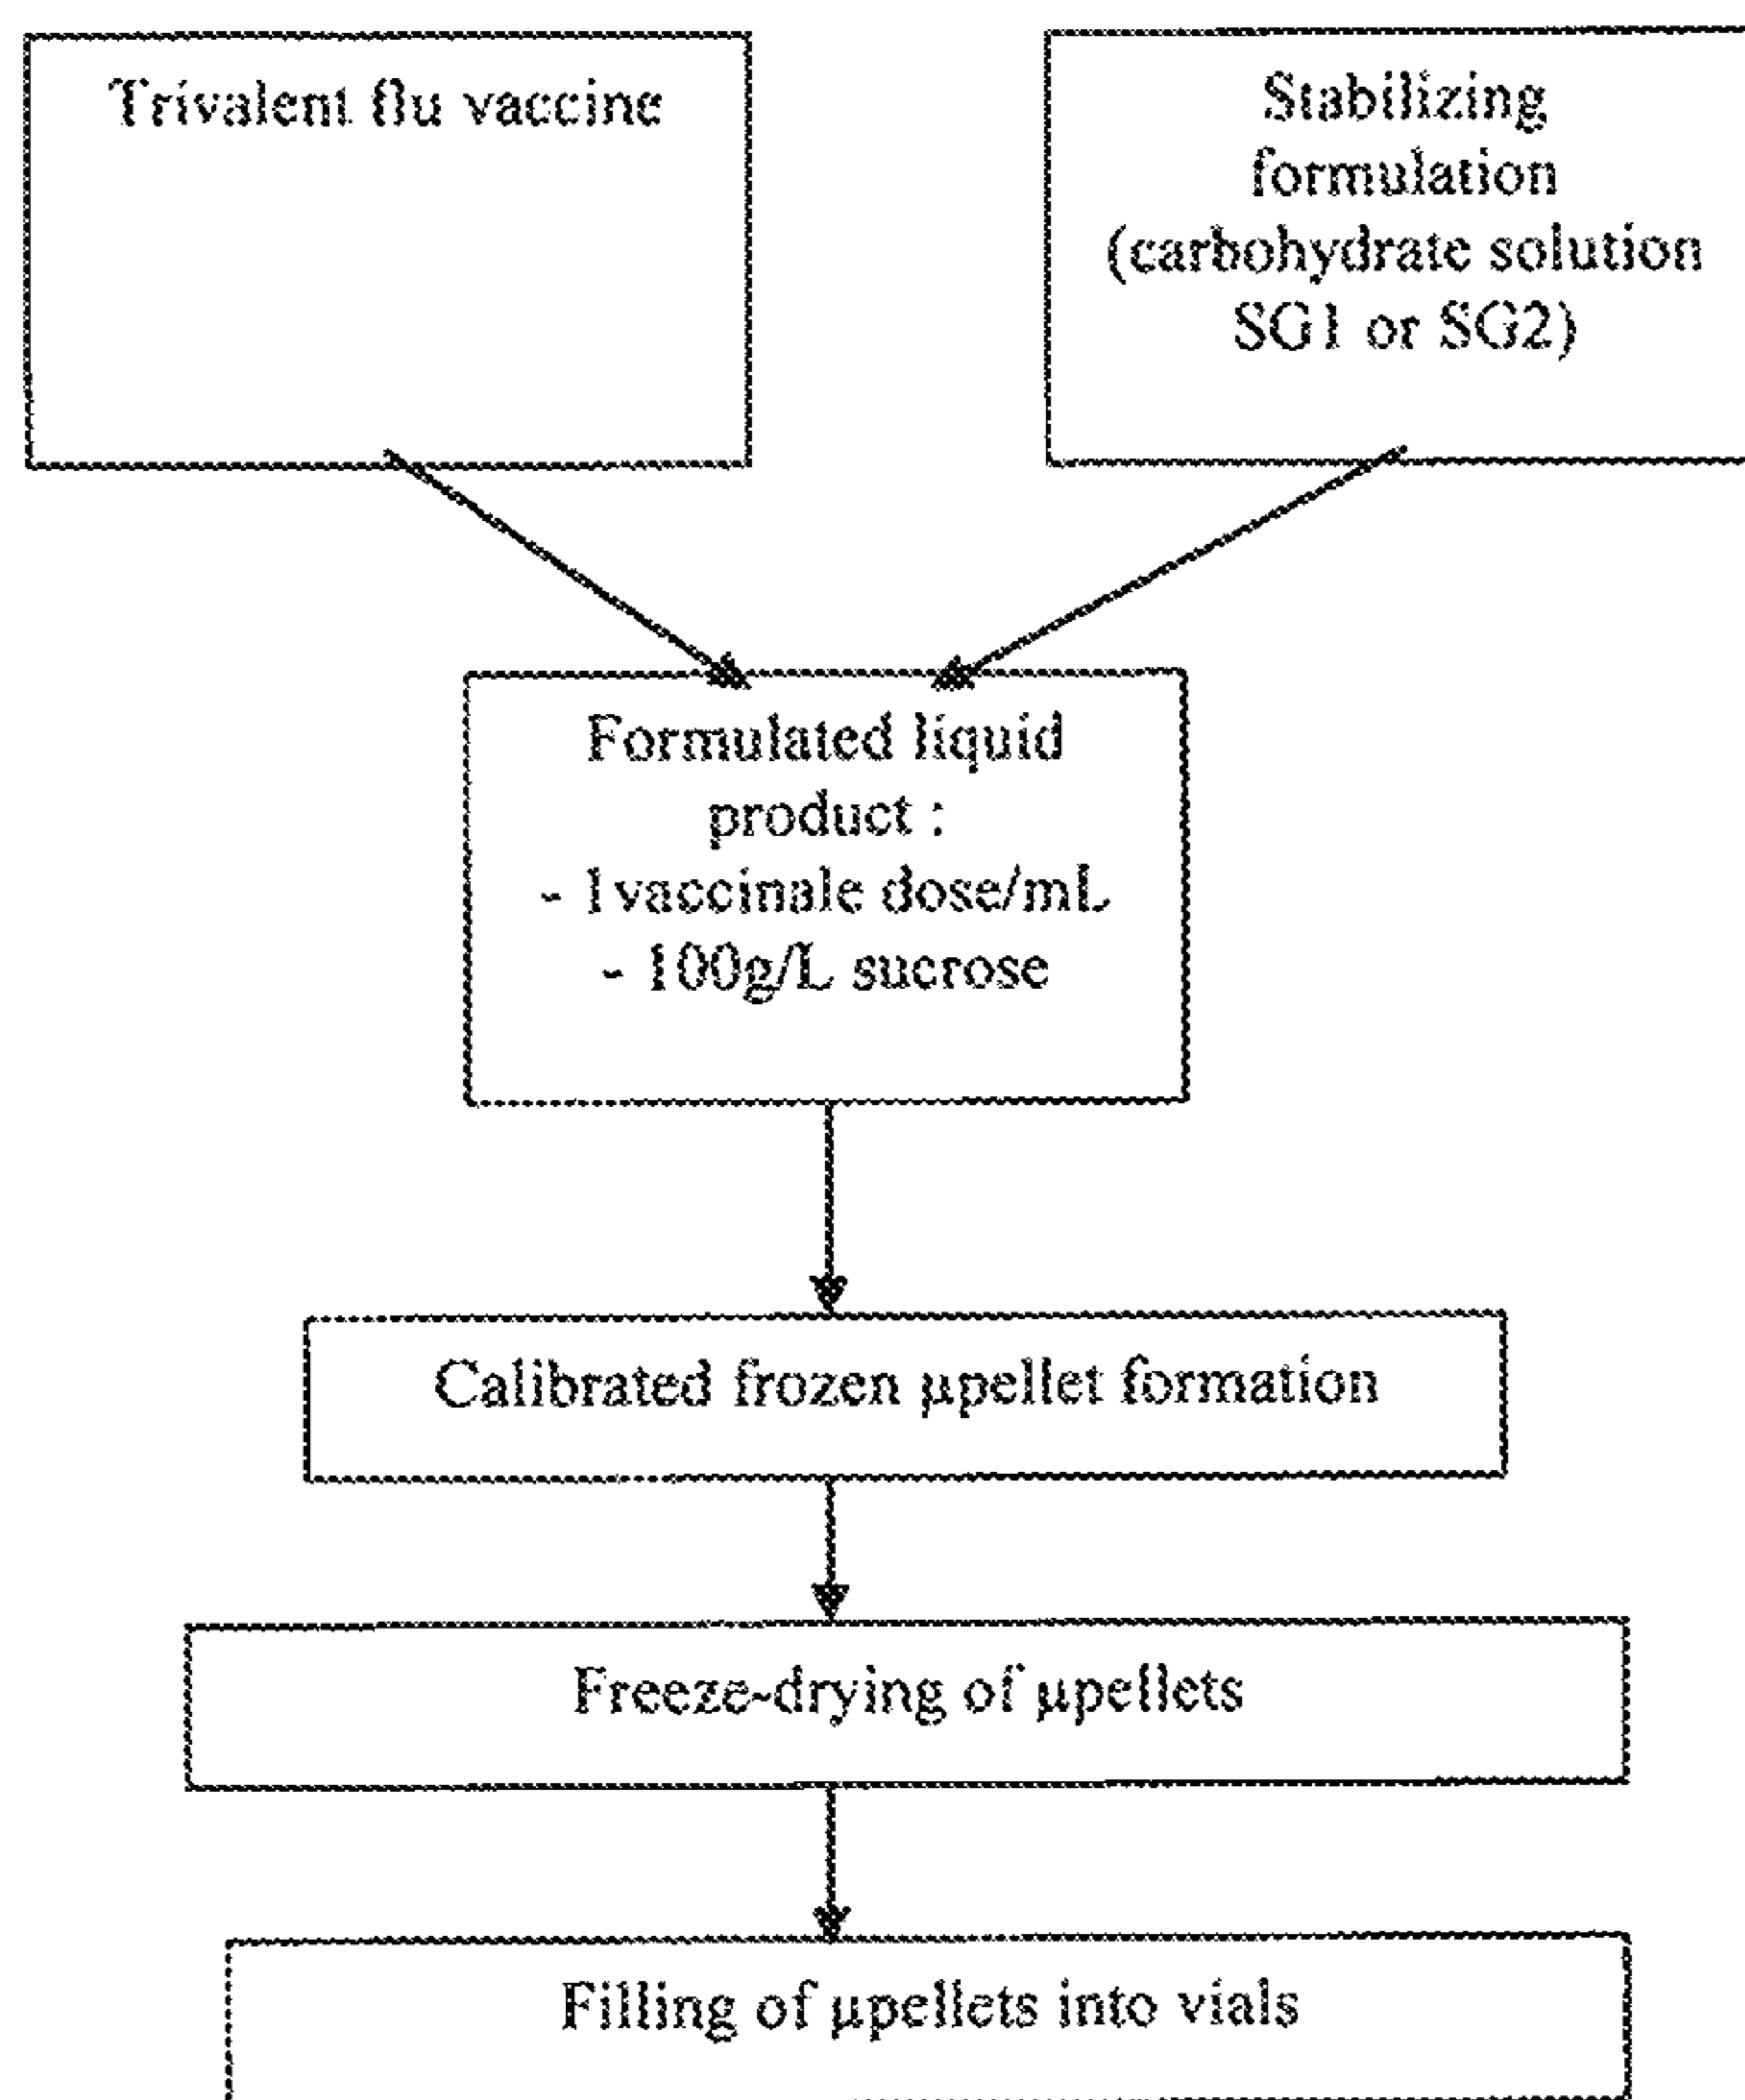 Trivalent flu vaccine
Stabilizing
formulation
(carbohydrate solution
SG1 or SG2)
Formulated liquid
product :
- 1vaccinale dose/mL
- 100g/L sucrose
Calibrated frozen µpellet formation
Freeze-drying of µpellets
Filling of µpellets into vials